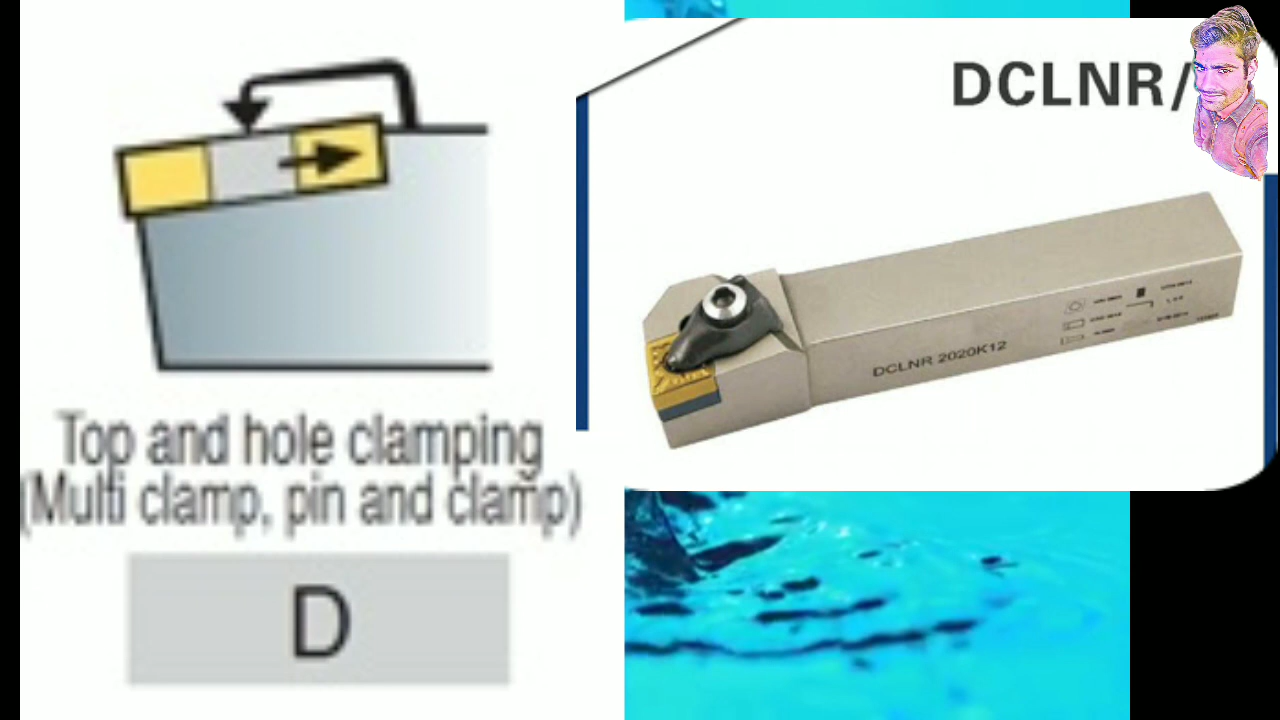 Top and hole clamping
(Multi clamp, pin and clamp)
D
DCLNR/
DCLNR 2020K12